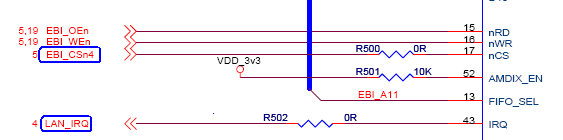 5,19 EBI_OEn 15 nRD
5,19 EBI_WEn 16 nWR
5 EBI_CSn4 R500 0R 17 nCS
VDD_3v3
R501 10K 52 AMDIX_EN
EBI_A11 13 FIFO_SEL
4 LAN_IRQ R502 0R 43 IRQ